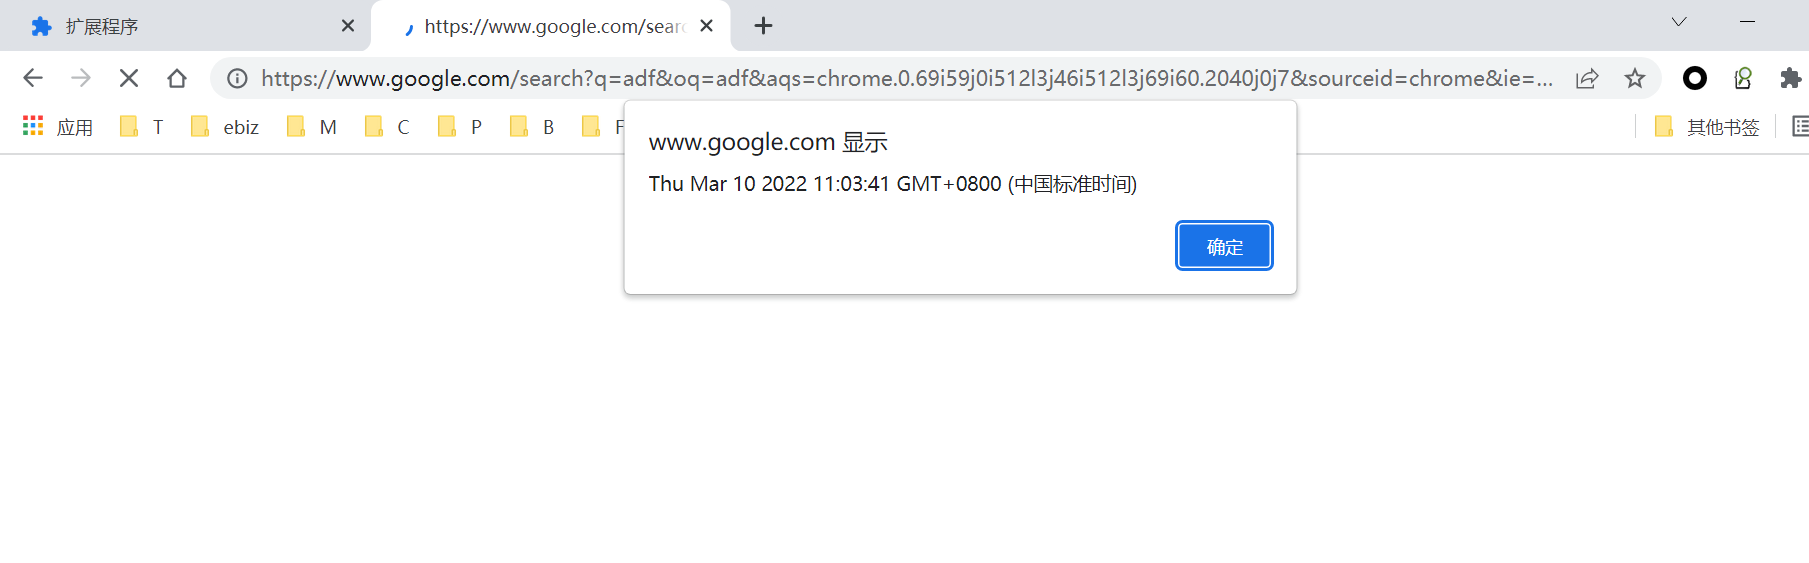 扩展程序
https://www.google.com/sear
https://www.google.com/search?q=adf&oq=adf&aqs=chrome.0.69i59j0i512l3j46i512l3j69i60.2040j0j7&sourceid=chrome&ie=...
应用 T ebiz M C P B F 其他书签
www.google.com 显示
Thu Mar 10 2022 11:03:41 GMT+0800 (中国标准时间)
确定